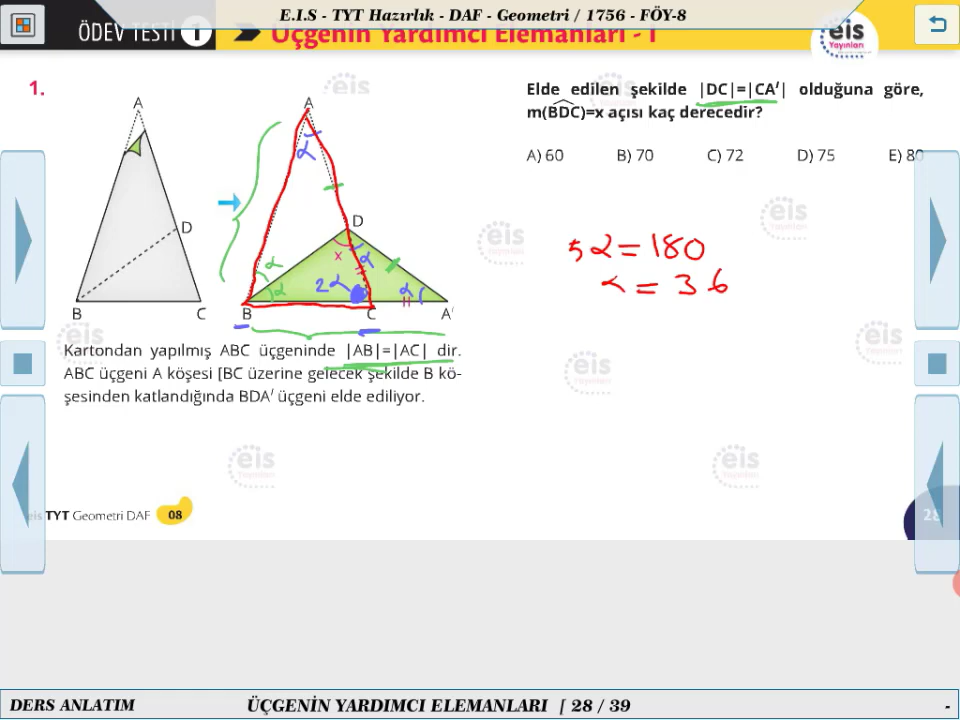 E.I.S - TYT Hazırlık - DAF - Geometri / 1756 - FÖY-8
ÖDEV TESTİ 1
Üçgenin Yardımcı Elemanları - I
eis
Yayınları
1.
A
D
B
C
A
D
B
C
A'
α
α
α
2α
α
α
x
Kartondan yapılmış ABC üçgeninde |AB|=|AC| dir.
ABC üçgeni A köşesi [BC üzerine gelecek şekilde B kö-
şesinden katlandığında BDA' üçgeni elde ediliyor.
Elde edilen şekilde |DC|=|CA'| olduğuna göre,
m(BDC)=x açısı kaç derecedir?
A) 60 B) 70 C) 72 D) 75 E) 80
5α = 180
α = 36
eis TYT Geometri DAF 08
28
DERS ANLATIM ÜÇGENİN YARDIMCI ELEMANLARI [ 28 / 39 -